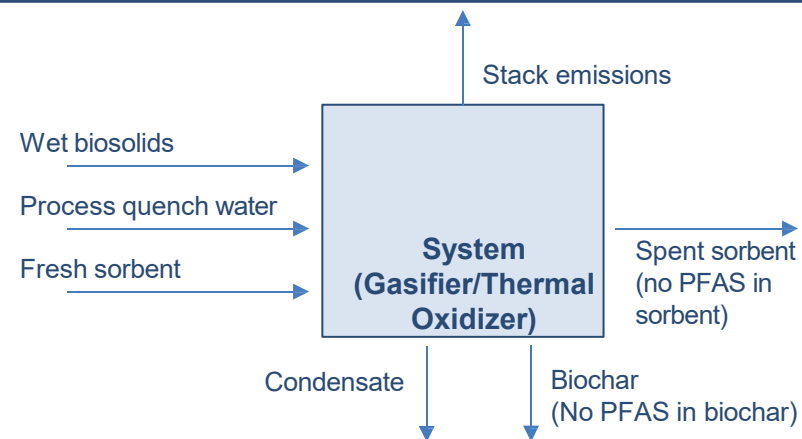 Stack emissions
Wet biosolids
Process quench water
Fresh sorbent
System
(Gasifier/Thermal
Oxidizer)
Spent sorbent
(no PFAS in
sorbent)
Condensate
Biochar
(No PFAS in biochar)